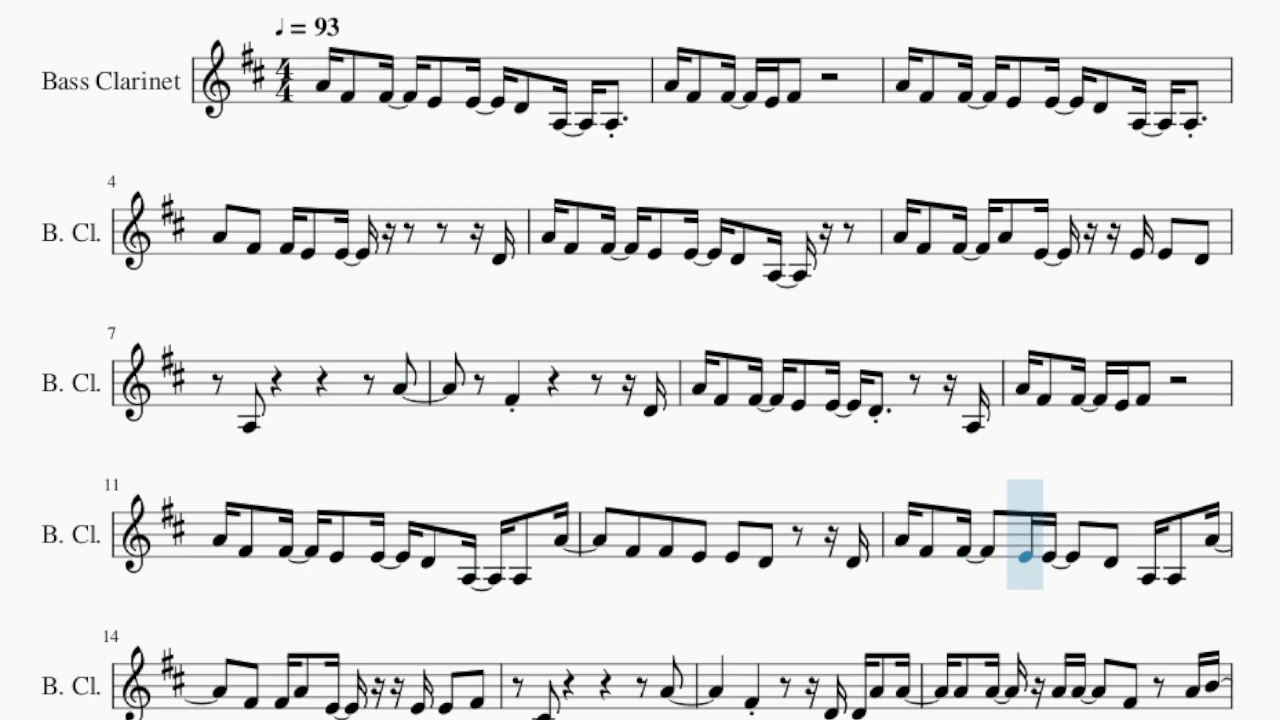 ♩ = 93
Bass Clarinet
4
4
4
B. Cl.
7
B. Cl.
11
B. Cl.
14
B. Cl.